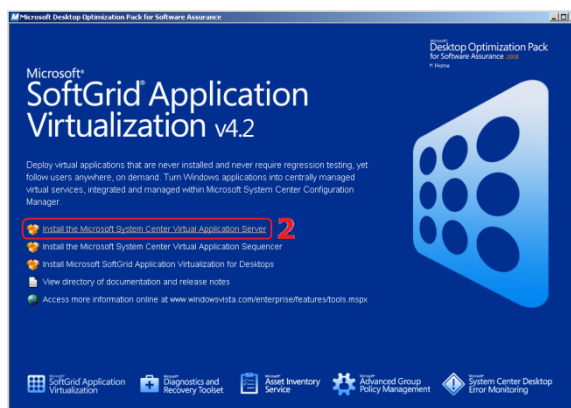 Microsoft Desktop Optimization Pack for Software Assurance
Microsoft
Desktop Optimization Pack
for Software Assurance 2008
Home
Microsoft®
SoftGrid® Application
Virtualization v4.2
Deploy virtual applications that are never installed and never require regression testing, yet
follow users anywhere, on demand. Turn Windows applications into centrally managed
virtual services, integrated and managed within Microsoft System Center Configuration
Manager.
Install the Microsoft System Center Virtual Application Server 2
Install the Microsoft System Center Virtual Application Sequencer
Install Microsoft SoftGrid Application Virtualization for Desktops
View directory of documentation and release notes
Access more information online at www.windowsvista.com/enterprise/features/tools.mspx
Microsoft
SoftGrid Application
Virtualization
Microsoft
Diagnostics and
Recovery Toolset
Microsoft
Asset Inventory
Service
Microsoft
Advanced Group
Policy Management
Microsoft
System Center Desktop
Error Monitoring